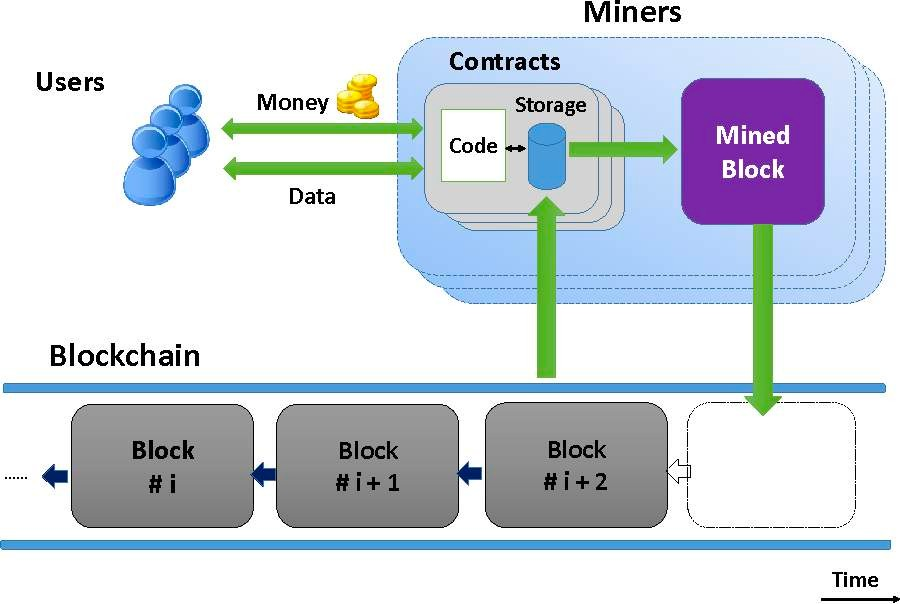 Miners
Users
Contracts
Money
Storage
Code
Mined
Block
Data
Blockchain
Block
# i
Block
# i + 1
Block
# i + 2
......
Time